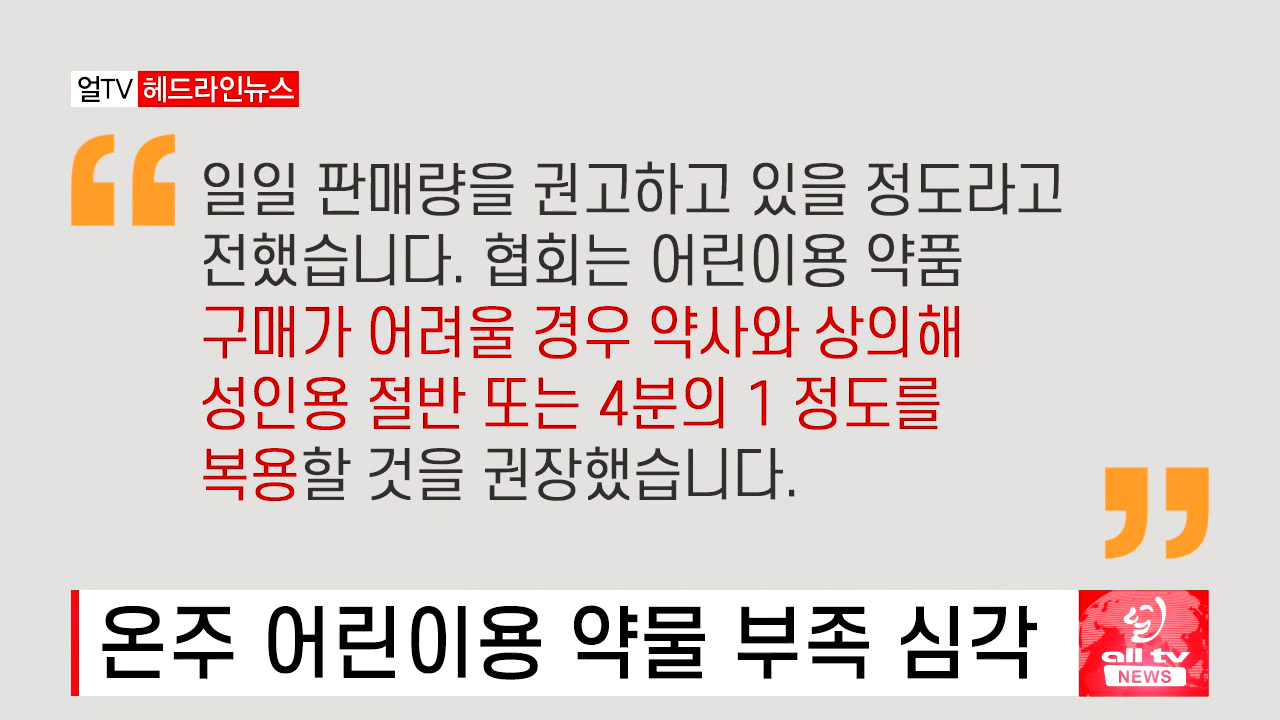 얼TV 헤드라인뉴스
일일 판매량을 권고하고 있을 정도라고
전했습니다. 협회는 어린이용 약품
구매가 어려울 경우 약사와 상의해
성인용 절반 또는 4분의 1 정도를
복용할 것을 권장했습니다.
온주 어린이용 약물 부족 심각
얼
all tv
NEWS